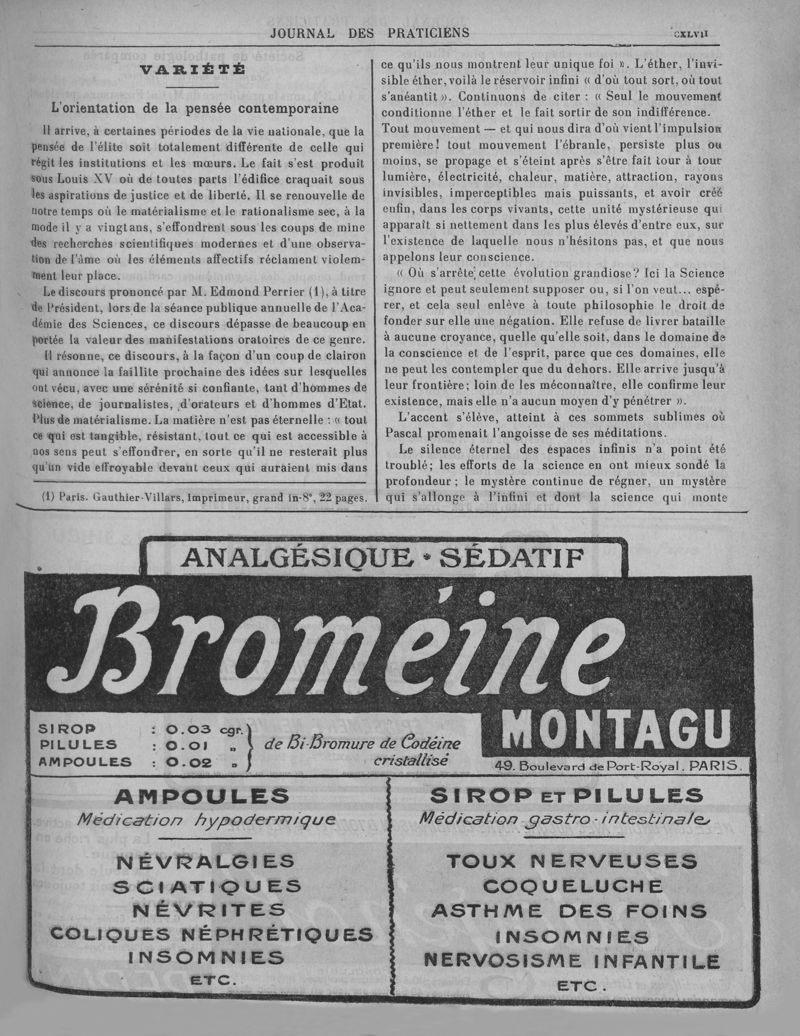 JOURNAL DES PRATICIENS
CXLVII
VARIÉTÉ
L'orientation de la pensée contemporaine
Il arrive, à certaines périodes de la vie nationale, que la
pensée de l'élite soit totalement différente de celle qui
régit les institutions et les mœurs. Le fait s'est produit
sous Louis XV où de toutes parts l'édifice craquait sous
les aspirations de justice et de liberté. Il se renouvelle de
notre temps où le matérialisme et le rationalisme sec, à la
mode il y a vingt ans, s'effondrent sous les coups de mine
des recherches scientifiques modernes et d'une observa-
tion de l'âme où les éléments affectifs réclament violem-
ment leur place.
Le discours prononcé par M. Edmond Perrier (1), à titre
de Président, lors de la séance publique annuelle de l'Aca-
démie des Sciences, ce discours dépasse de beaucoup en
portée la valeur des manifestations oratoires de ce genre.
Il résonne, ce discours, à la façon d'un coup de clairon
qui annonce la faillite prochaine des idées sur lesquelles
ont vécu, avec une sérénité si confiante, tant d'hommes de
science, de journalistes, d'orateurs et d'hommes d'Etat.
Plus de matérialisme. La matière n'est pas éternelle : « tout
ce qui est tangible, résistant, tout ce qui est accessible à
nos sens peut s'effondrer, en sorte qu'il ne resterait plus
qu'un vide effroyable devant ceux qui auraient mis dans
(1) Paris. Gauthier-Villars, Imprimeur, grand in-8°, 22 pages.
ce qu'ils nous montrent leur unique foi ». L'éther, l'invi-
sible éther, voilà le réservoir infini « d'où tout sort, où tout
s'anéantit ». Continuons de citer : « Seul le mouvement
conditionne l'éther et le fait sortir de son indifférence.
Tout mouvement — et qui nous dira d'où vient l'impulsion
première! tout mouvement l'ébranle, persiste plus ou
moins, se propage et s'éteint après s'être fait tour à tour
lumière, électricité, chaleur, matière, attraction, rayons
invisibles, imperceptibles mais puissants, et avoir créé
enfin, dans les corps vivants, cette unité mystérieuse qui
apparaît si nettement dans les plus élevés d'entre eux, sur
l'existence de laquelle nous n'hésitons pas, et que nous
appelons leur conscience.
« Où s'arrête cette évolution grandiose? Ici la Science
ignore et peut seulement supposer ou, si l'on veut... espé-
rer, et cela seul enlève à toute philosophie le droit de
fonder sur elle une négation. Elle refuse de livrer bataille
à aucune croyance, quelle qu'elle soit, dans le domaine de
la conscience et de l'esprit, parce que ces domaines, elle
ne peut les contempler que du dehors. Elle arrive jusqu'à
leur frontière; loin de les méconnaître, elle confirme leur
existence, mais elle n'a aucun moyen d'y pénétrer ».
L'accent s'élève, atteint à ces sommets sublimes où
Pascal promenait l'angoisse de ses méditations.
Le silence éternel des espaces infinis n'a point été
troublé; les efforts de la science en ont mieux sondé la
profondeur; le mystère continue de régner, un mystère
qui s'allonge à l'infini et dont la science qui monte
ANALGÉSIQUE * SÉDATIF
Broméine
MONTAGU
SIROP : 0.03 cgr.
PILULES : 0.01 „
AMPOULES : 0.02 „
de Bi-Bromure de Codéine
cristallisé
49, Boulevard de Port-Royal, PARIS.
AMPOULES
Médication hypodermique
NÉVRALGIES
SCIATIQUES
NÉVRITES
COLIQUES NÉPHRÉTIQUES
INSOMNIES
ETC.
SIROP ET PILULES
Médication gastro-intestinale
TOUX NERVEUSES
COQUELUCHE
ASTHME DES FOINS
INSOMNIES
NERVOSISME INFANTILE
ETC.